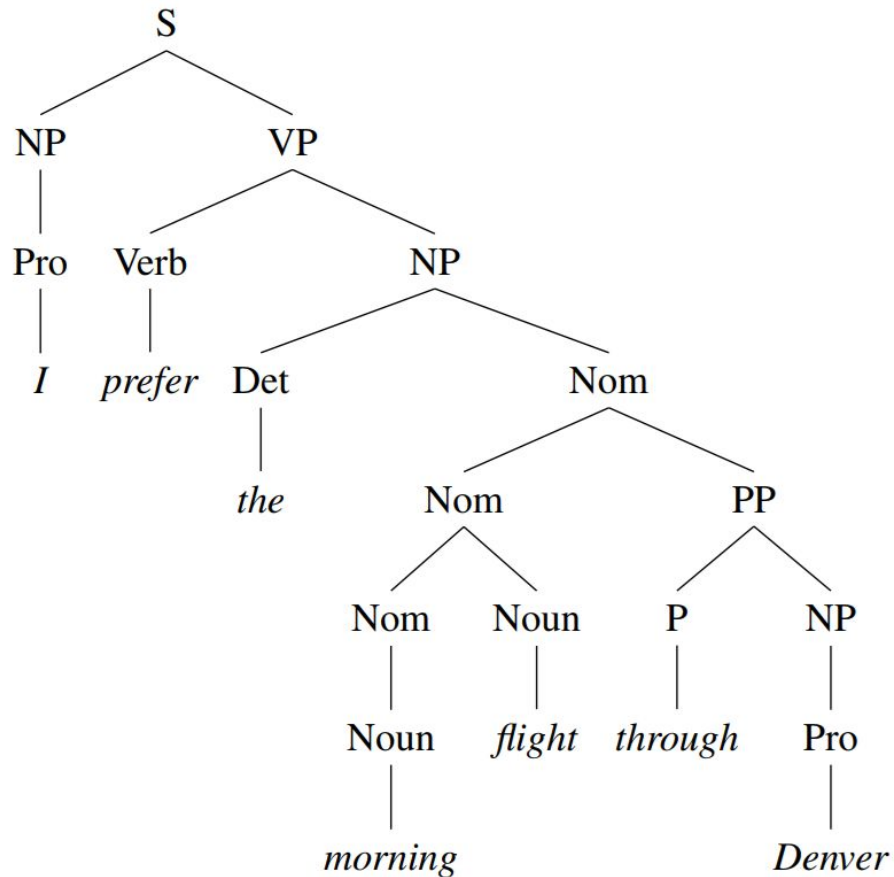 S
NP VP
Pro Verb NP
I prefer Det Nom
the Nom PP
Nom Noun P NP
Noun flight through Pro
morning Denver